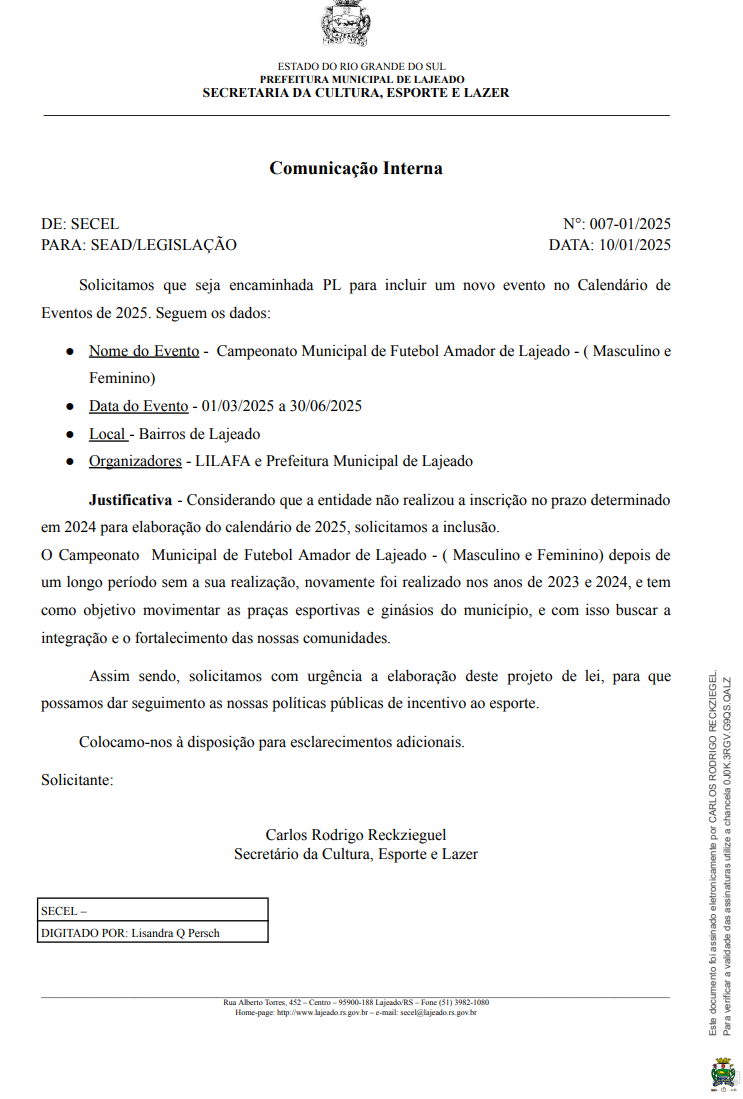 ESTADO DO RIO GRANDE DO SUL
PREFEITURA MUNICIPAL DE LAJEADO
SECRETARIA DA CULTURA, ESPORTE E LAZER
Comunicação Interna
DE: SECEL
N°: 007-01/2025
PARA: SEAD/LEGISLAÇÃO
DATA: 10/01/2025
Solicitamos que seja encaminhada PL para incluir um novo evento no Calendário de
Eventos de 2025. Seguem os dados:
● Nome do Evento - Campeonato Municipal de Futebol Amador de Lajeado - ( Masculino e
Feminino)
● Data do Evento - 01/03/2025 a 30/06/2025
● Local - Bairros de Lajeado
● Organizadores - LILAFA e Prefeitura Municipal de Lajeado
Justificativa - Considerando que a entidade não realizou a inscrição no prazo determinado
em 2024 para elaboração do calendário de 2025, solicitamos a inclusão.
O Campeonato Municipal de Futebol Amador de Lajeado - ( Masculino e Feminino) depois de
um longo período sem a sua realização, novamente foi realizado nos anos de 2023 e 2024, e tem
como objetivo movimentar as praças esportivas e ginásios do município, e com isso buscar a
integração e o fortalecimento das nossas comunidades.
Assim sendo, solicitamos com urgência a elaboração deste projeto de lei, para que
possamos dar seguimento as nossas políticas públicas de incentivo ao esporte.
Colocamo-nos à disposição para esclarecimentos adicionais.
Solicitante:
Carlos Rodrigo Reckzieguel
Secretário da Cultura, Esporte e Lazer
SECEL –
DIGITADO POR: Lisandra Q Persch
Rua Alberto Torres, 452 – Centro – 95900-188 Lajeado/RS – Fone (51) 3982-1080
Home-page: http://www.lajeado.rs.gov.br – e-mail: secel@lajeado.rs.gov.br
Este documento foi assinado eletronicamente por CARLOS RODRIGO RECKZIEGEL.
Para verificar a validade das assinaturas utilize a chancela 0J0K.3RGV.G9QS.QALZ